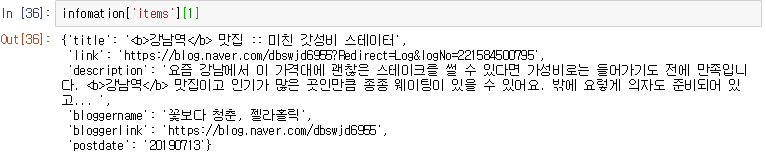 In [36]: infomation['items'][1]
Out[36]: {'title': '<b>강남역</b> 맛집 :: 미친 갓성비 스테이터',
'link': 'https://blog.naver.com/dbswjd6955?Redirect=Log&logNo=221584500795',
'description': '요즘 강남에서 이 가격대에 괜찮은 스테이크를 썰 수 있다면 가성비로는 들어가기도 전에 만족입니
다. <b>강남역</b> 맛집이고 인기가 많은 곳인만큼 종종 웨이팅이 있을 수 있어요. 밖에 요렇게 의자도 준비되어 있
고... ',
'bloggername': '꽃보다 청춘, 젤라홀릭',
'bloggerlink': 'https://blog.naver.com/dbswjd6955',
'postdate': '20190713'}